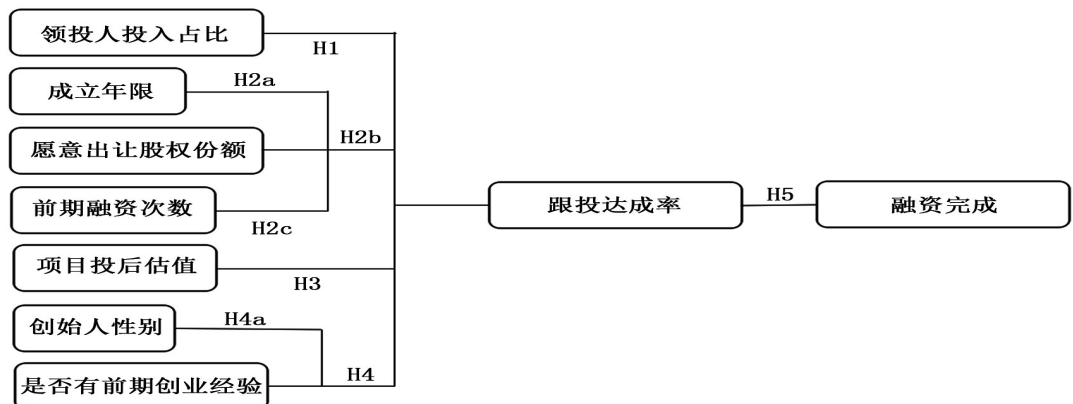 领投人投入占比
H1
成立年限
H2a
愿意出让股权份额
H2b
前期融资次数
H2c
项目投后估值
H3
创始人性别
H4a
是否有前期创业经验
H4
跟投达成率
H5
融资完成